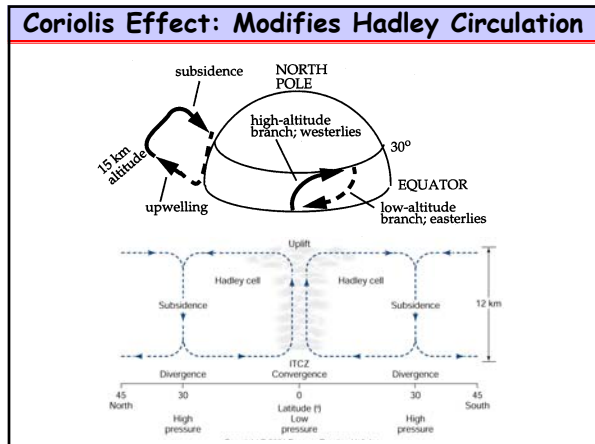 Coriolis Effect: Modifies Hadley Circulation
subsidence
NORTH
POLE
high-altitude
branch; westerlies
30°
15 km
altitude
EQUATOR
upwelling
low-altitude
branch; easterlies
Uplift
Hadley cell
Hadley cell
Subsidence
Subsidence
12 km
ITCZ
Divergence
Convergence
Divergence
45
30
0
30
45
North
Latitude (°)
South
High
pressure
Low
pressure
High
pressure